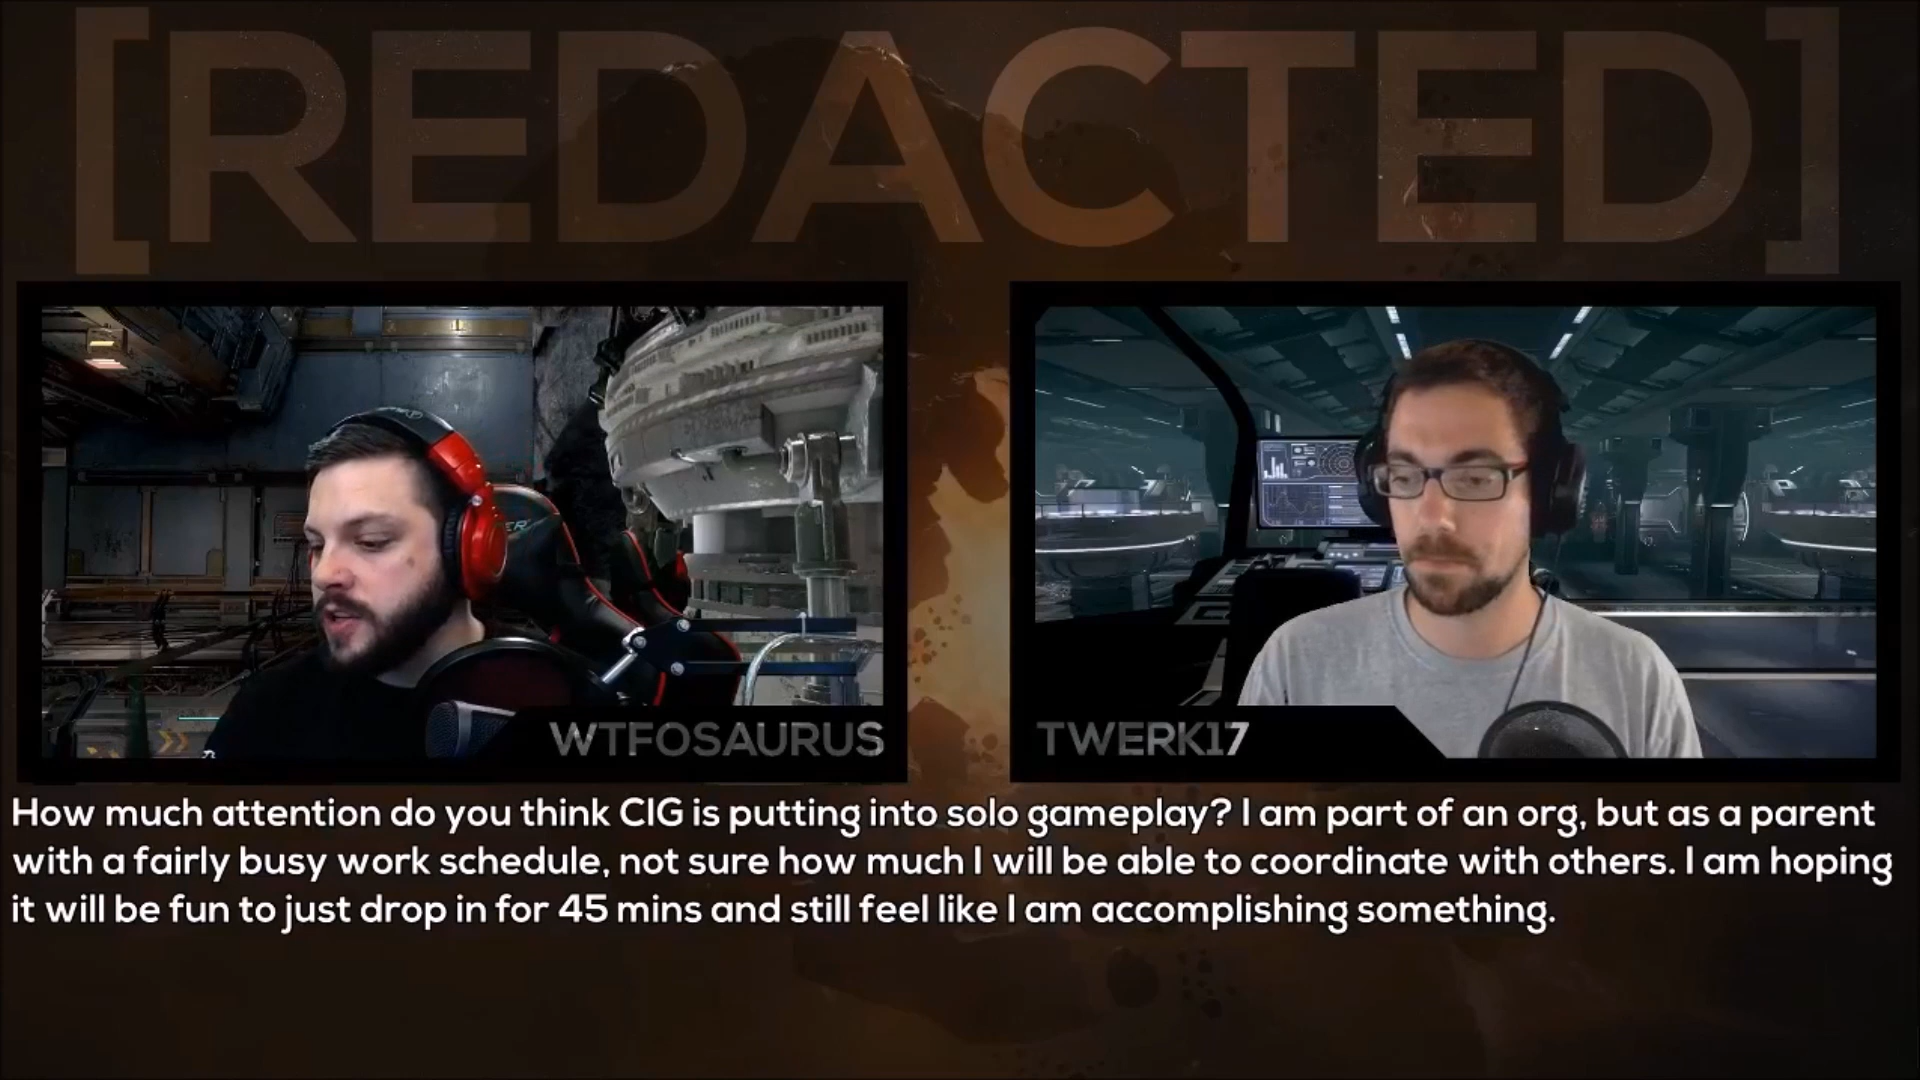 [REDACTED]
WTFOSAURUS
TWERK17
How much attention do you think CIG is putting into solo gameplay? I am part of an org, but as a parent
with a fairly busy work schedule, not sure how much I will be able to coordinate with others. I am hoping
it will be fun to just drop in for 45 mins and still feel like I am accomplishing something.